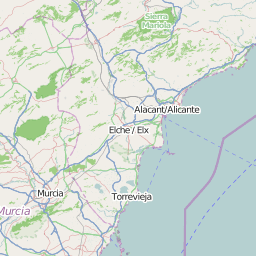 Sierra
Mariola
Alacant/Alicante
Elche / Elx
Murcia
Torrevieja
Murcia